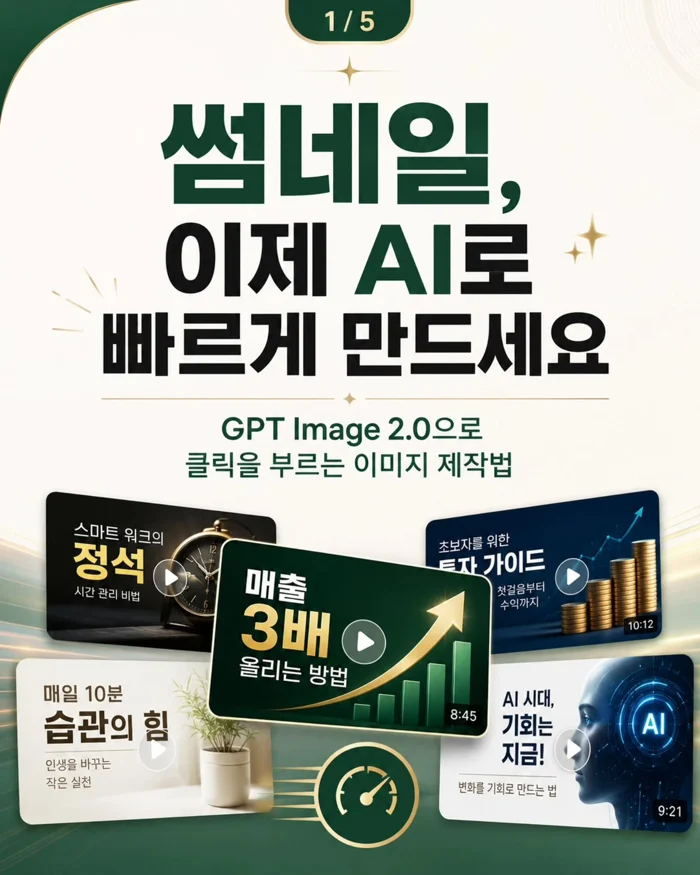 1 / 5
썸네일,
이제 AI로
빠르게 만드세요
GPT Image 2.0으로
클릭을 부르는 이미지 제작법
스마트 워크의
정석
시간 관리 비법
초보자를 위한
투자 가이드
첫걸음부터
수익까지
10:12
매출
3배
올리는 방법
8:45
매일 10분
습관의 힘
인생을 바꾸는
작은 실천
AI 시대,
기회는
지금!
변화를 기회로 만드는 법
AI
9:21